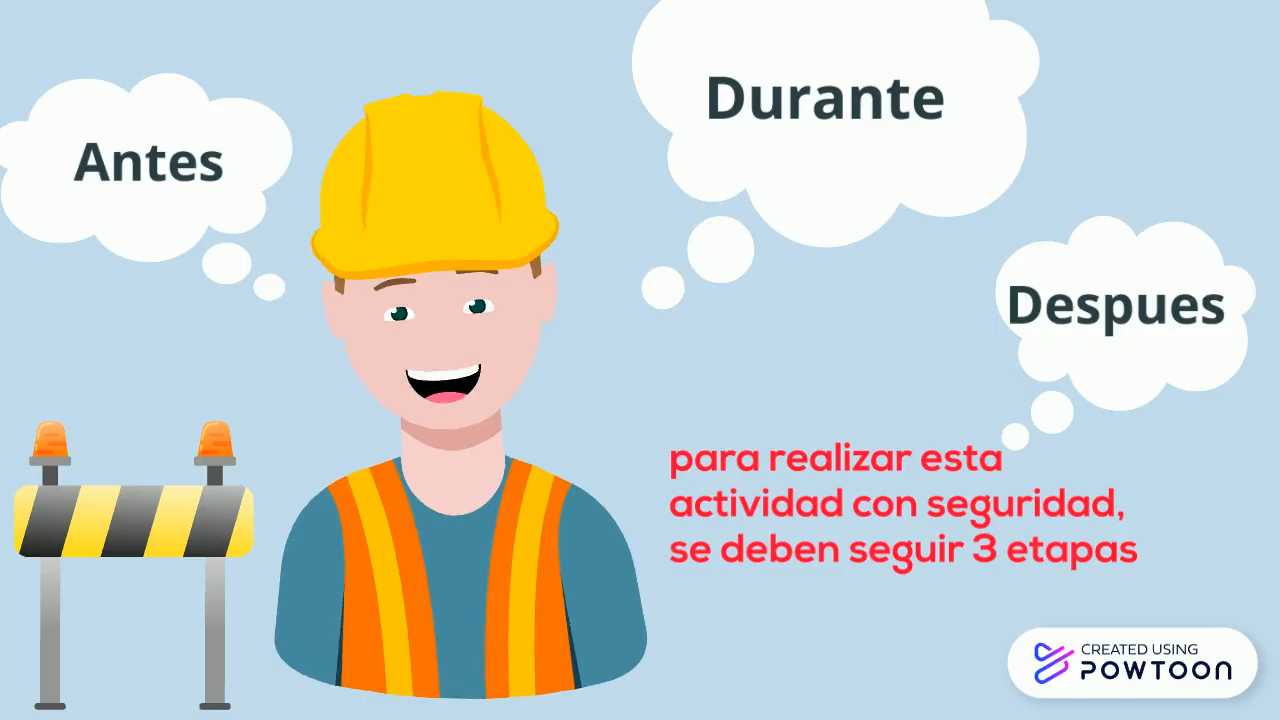 Antes
Durante
Despues
para realizar esta
actividad con seguridad,
se deben seguir 3 etapas
CREATED USING
POWTOON